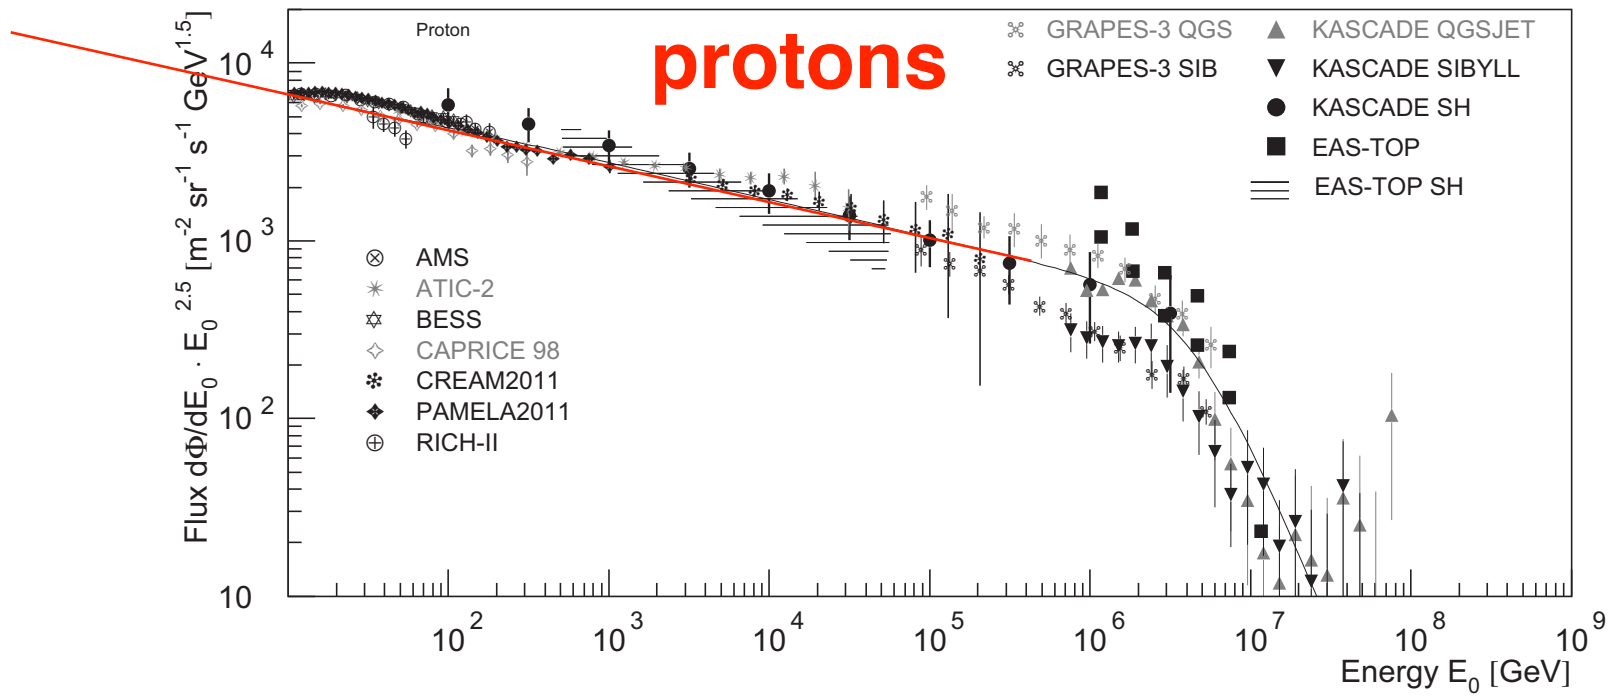 Proton
protons
GRAPES-3 QGS
GRAPES-3 SIB
KASCADE QGSJET
KASCADE SIBYLL
KASCADE SH
EAS-TOP
EAS-TOP SH
AMS
ATIC-2
BESS
CAPRICE 98
CREAM2011
PAMELA2011
RICH-II
Flux dΦ/dE₀ · E₀^2.5 [m^-2 sr^-1 s^-1 GeV^1.5]
10^4
10^3
10^2
10
10^2 10^3 10^4 10^5 10^6 10^7 10^8 10^9
Energy E₀ [GeV]